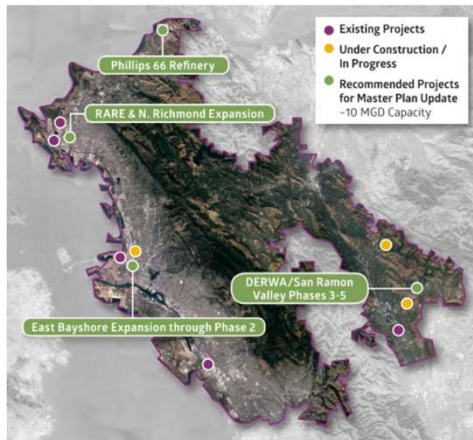 Existing Projects
Under Construction /
In Progress
Recommended Projects
for Master Plan Update
~10 MGD Capacity
Phillips 66 Refinery
RARE & N. Richmond Expansion
DERWA/San Ramon
Valley Phases 3-5
East Bayshore Expansion through Phase 2